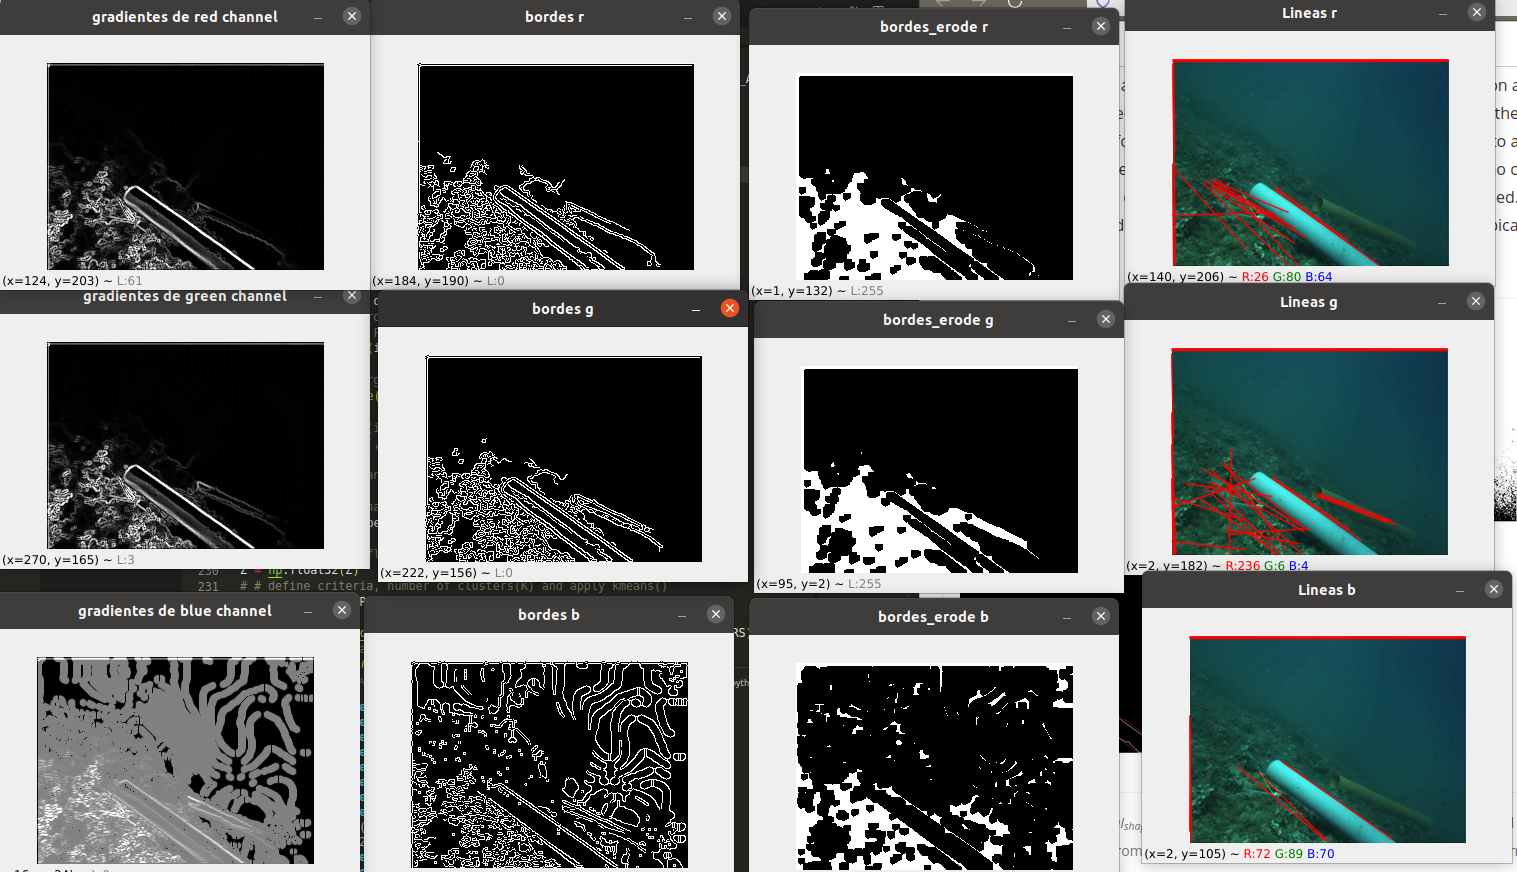 gradientes de red channel
bordes r
bordes_erode r
Lineas r
(x=124, y=203) ~ L:61
(x=184, y=190) ~ L:0
(x=1, y=132) ~ L:255
(x=140, y=206) ~ R:26 G:80 B:64
gradientes de green channel
bordes g
bordes_erode g
Lineas g
(x=270, y=165) ~ L:3
(x=222, y=156) ~ L:0
(x=95, y=2) ~ L:255
(x=2, y=182) ~ R:236 G:6 B:4
230 Z = np.float32(Z)
231 # # define criteria, number of clusters(K) and apply kmeans()
gradientes de blue channel
bordes b
bordes_erode b
Lineas b
(x=2, y=105) ~ R:72 G:89 B:70